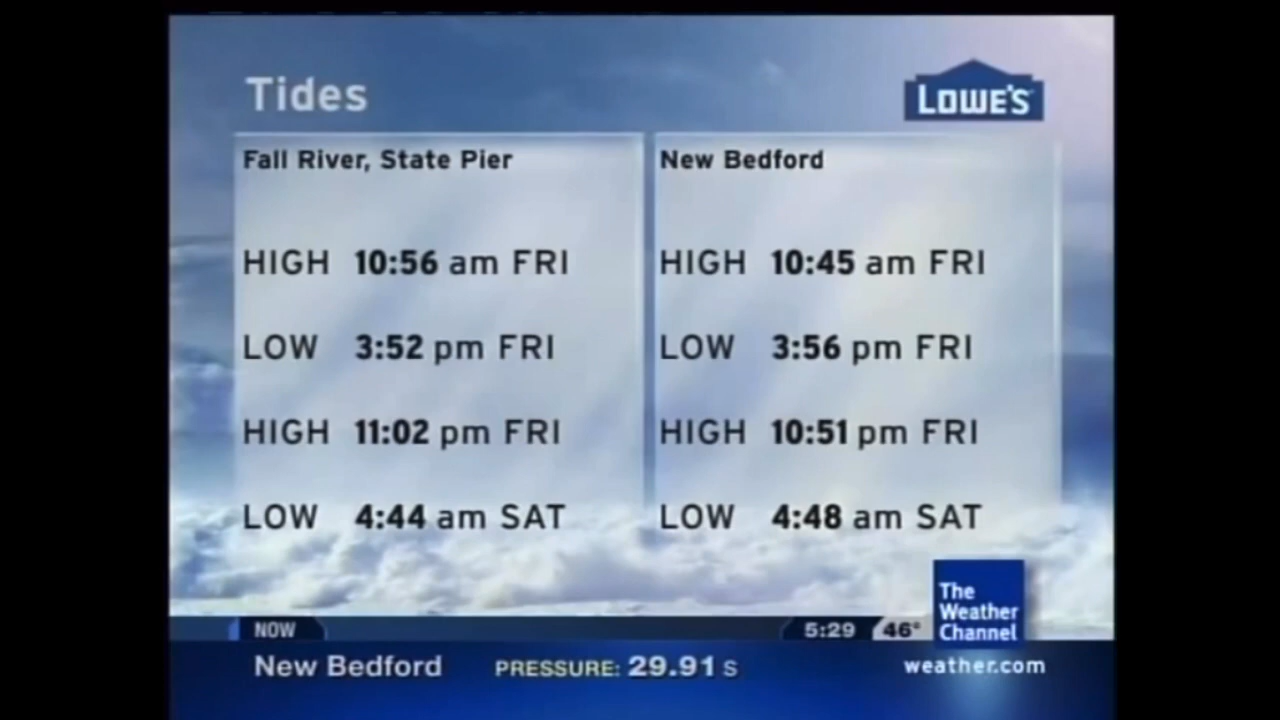 Tides
LOWE'S
Fall River, State Pier
HIGH 10:56 am FRI
LOW 3:52 pm FRI
HIGH 11:02 pm FRI
LOW 4:44 am SAT
New Bedford
HIGH 10:45 am FRI
LOW 3:56 pm FRI
HIGH 10:51 pm FRI
LOW 4:48 am SAT
NOW
5:29 46°
The
Weather
Channel
New Bedford PRESSURE: 29.91 S
weather.com